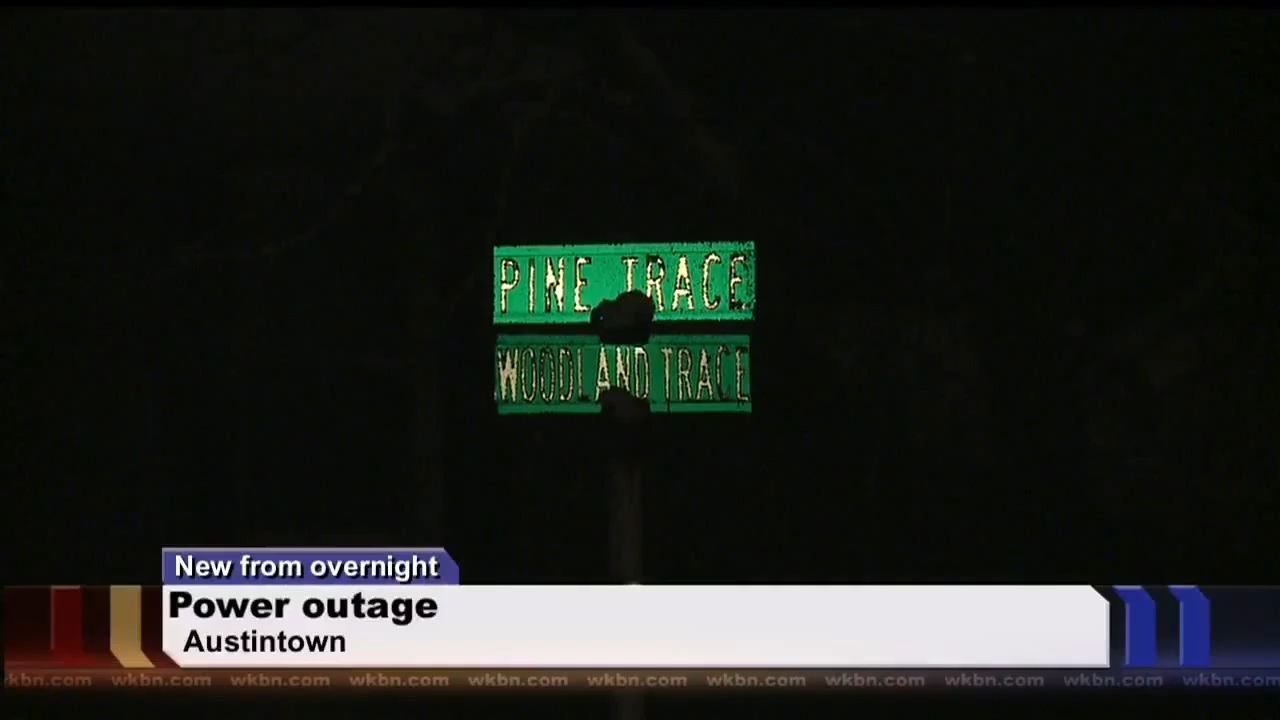 PINE TRACE
WOODLAND TRACE
New from overnight
Power outage
Austintown
wkbn.com wkbn.com wkbn.com wkbn.com wkbn.com wkbn.com wkbn.com wkbn.com wkbn.com wkbn.com wkbn.com